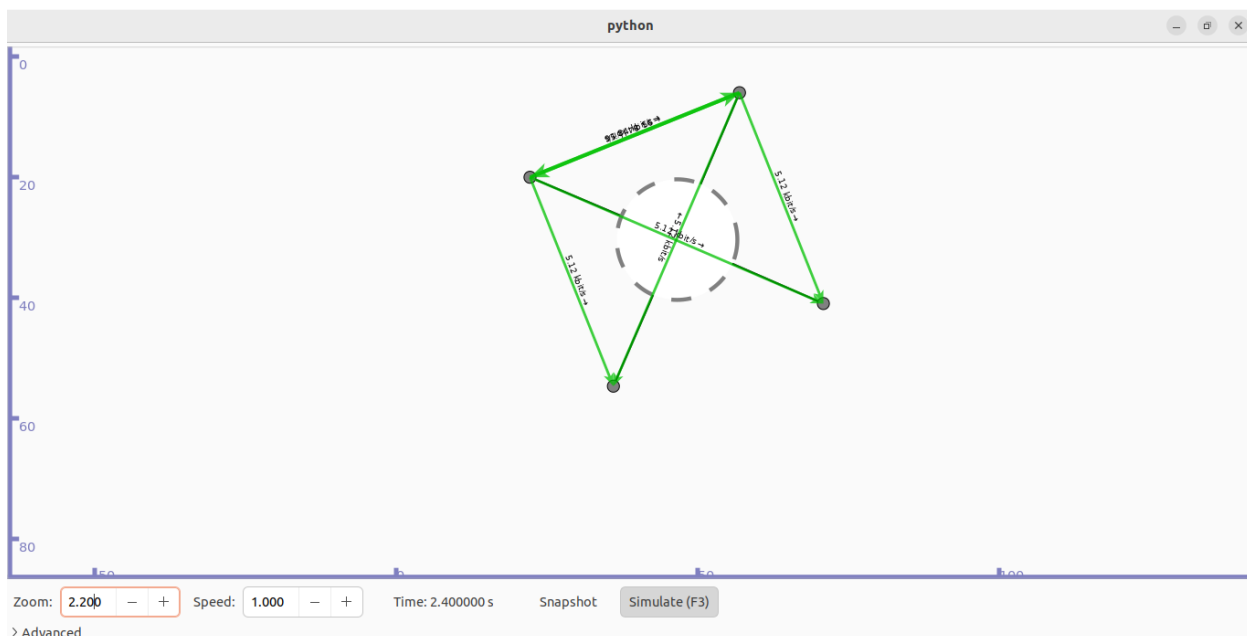 python
0
20
5.12 kbit/s→
5.12 kbit/s→
40
60
80
0
Zoom: 2.200 − + Speed: 1.000 − + Time: 2.400000 s Snapshot Simulate (F3)
> Advanced